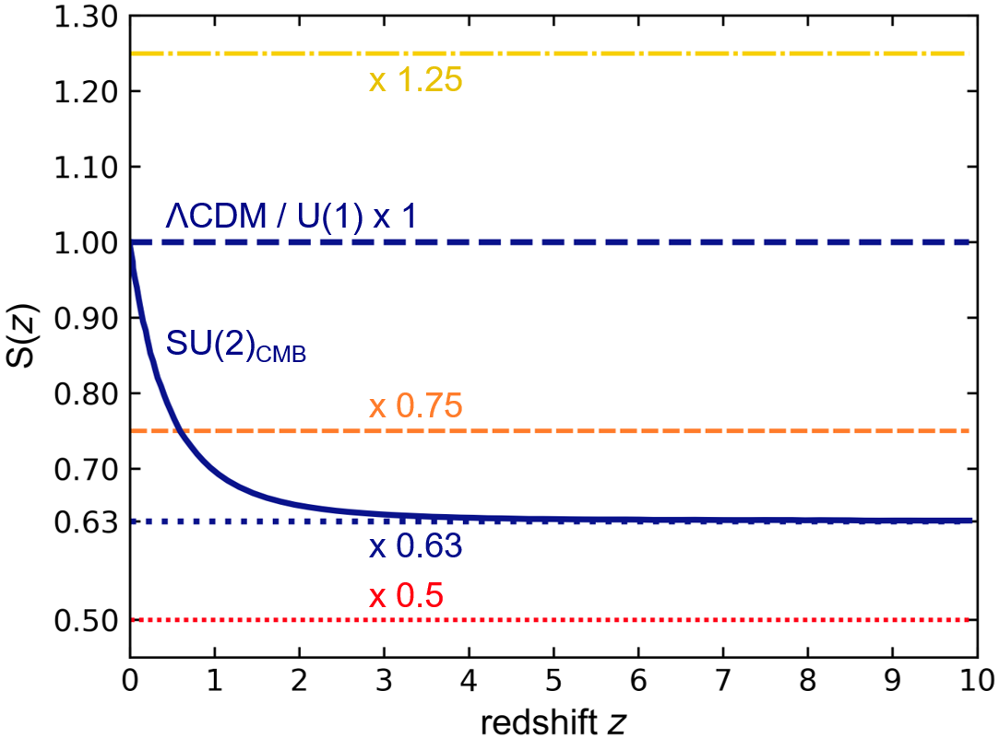 1.30
x 1.25
1.20
1.10
ΛCDM / U(1) x 1
1.00
S(z)
0.90
SU(2)CMB
0.80
x 0.75
0.70
0.63
x 0.63
x 0.5
0.50
0 1 2 3 4 5 6 7 8 9 10
redshift z